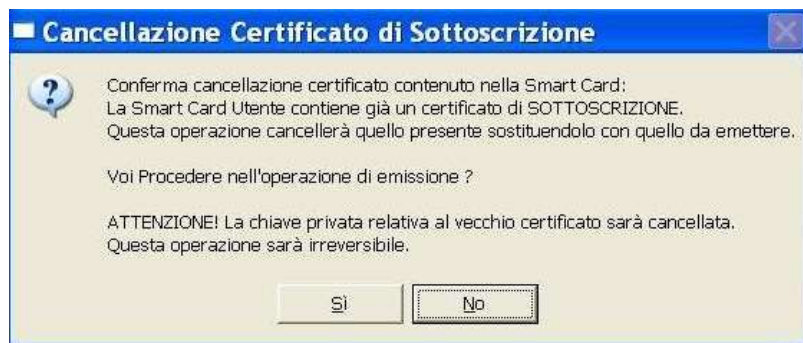 Cancellazione Certificato di Sottoscrizione
Conferma cancellazione certificato contenuto nella Smart Card:
La Smart Card Utente contiene già un certificato di SOTTOSCRIZIONE.
Questa operazione cancellerà quello presente sostituendolo con quello da emettere.
Voi Procedere nell'operazione di emissione ?
ATTENZIONE! La chiave privata relativa al vecchio certificato sarà cancellata.
Questa operazione sarà irreversibile.
Sì No